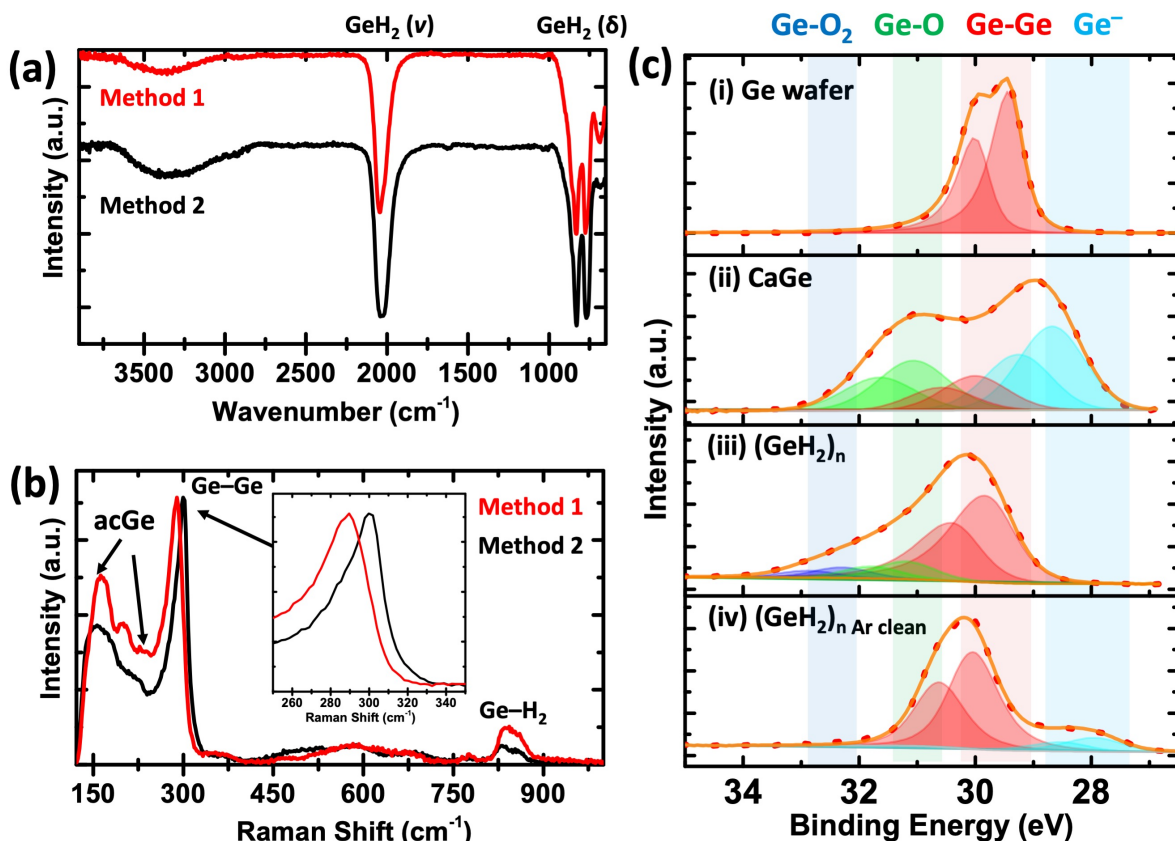 (a)
GeH₂ (v)
GeH₂ (δ)
Method 1
Method 2
Intensity (a.u.)
3500 3000 2500 2000 1500 1000
Wavenumber (cm⁻¹)
(b)
acGe
Ge–Ge
Method 1
Method 2
260 280 300 320 340
Raman Shift (cm⁻¹)
Ge–H₂
Intensity (a.u.)
150 300 450 600 750 900
Raman Shift (cm⁻¹)
Ge-O₂ Ge-O Ge-Ge Ge⁻
(c)
(i) Ge wafer
(ii) CaGe
(iii) (GeH₂)n
(iv) (GeH₂)n Ar clean
Intensity (a.u.)
Intensity (a.u.)
34 32 30 28
Binding Energy (eV)